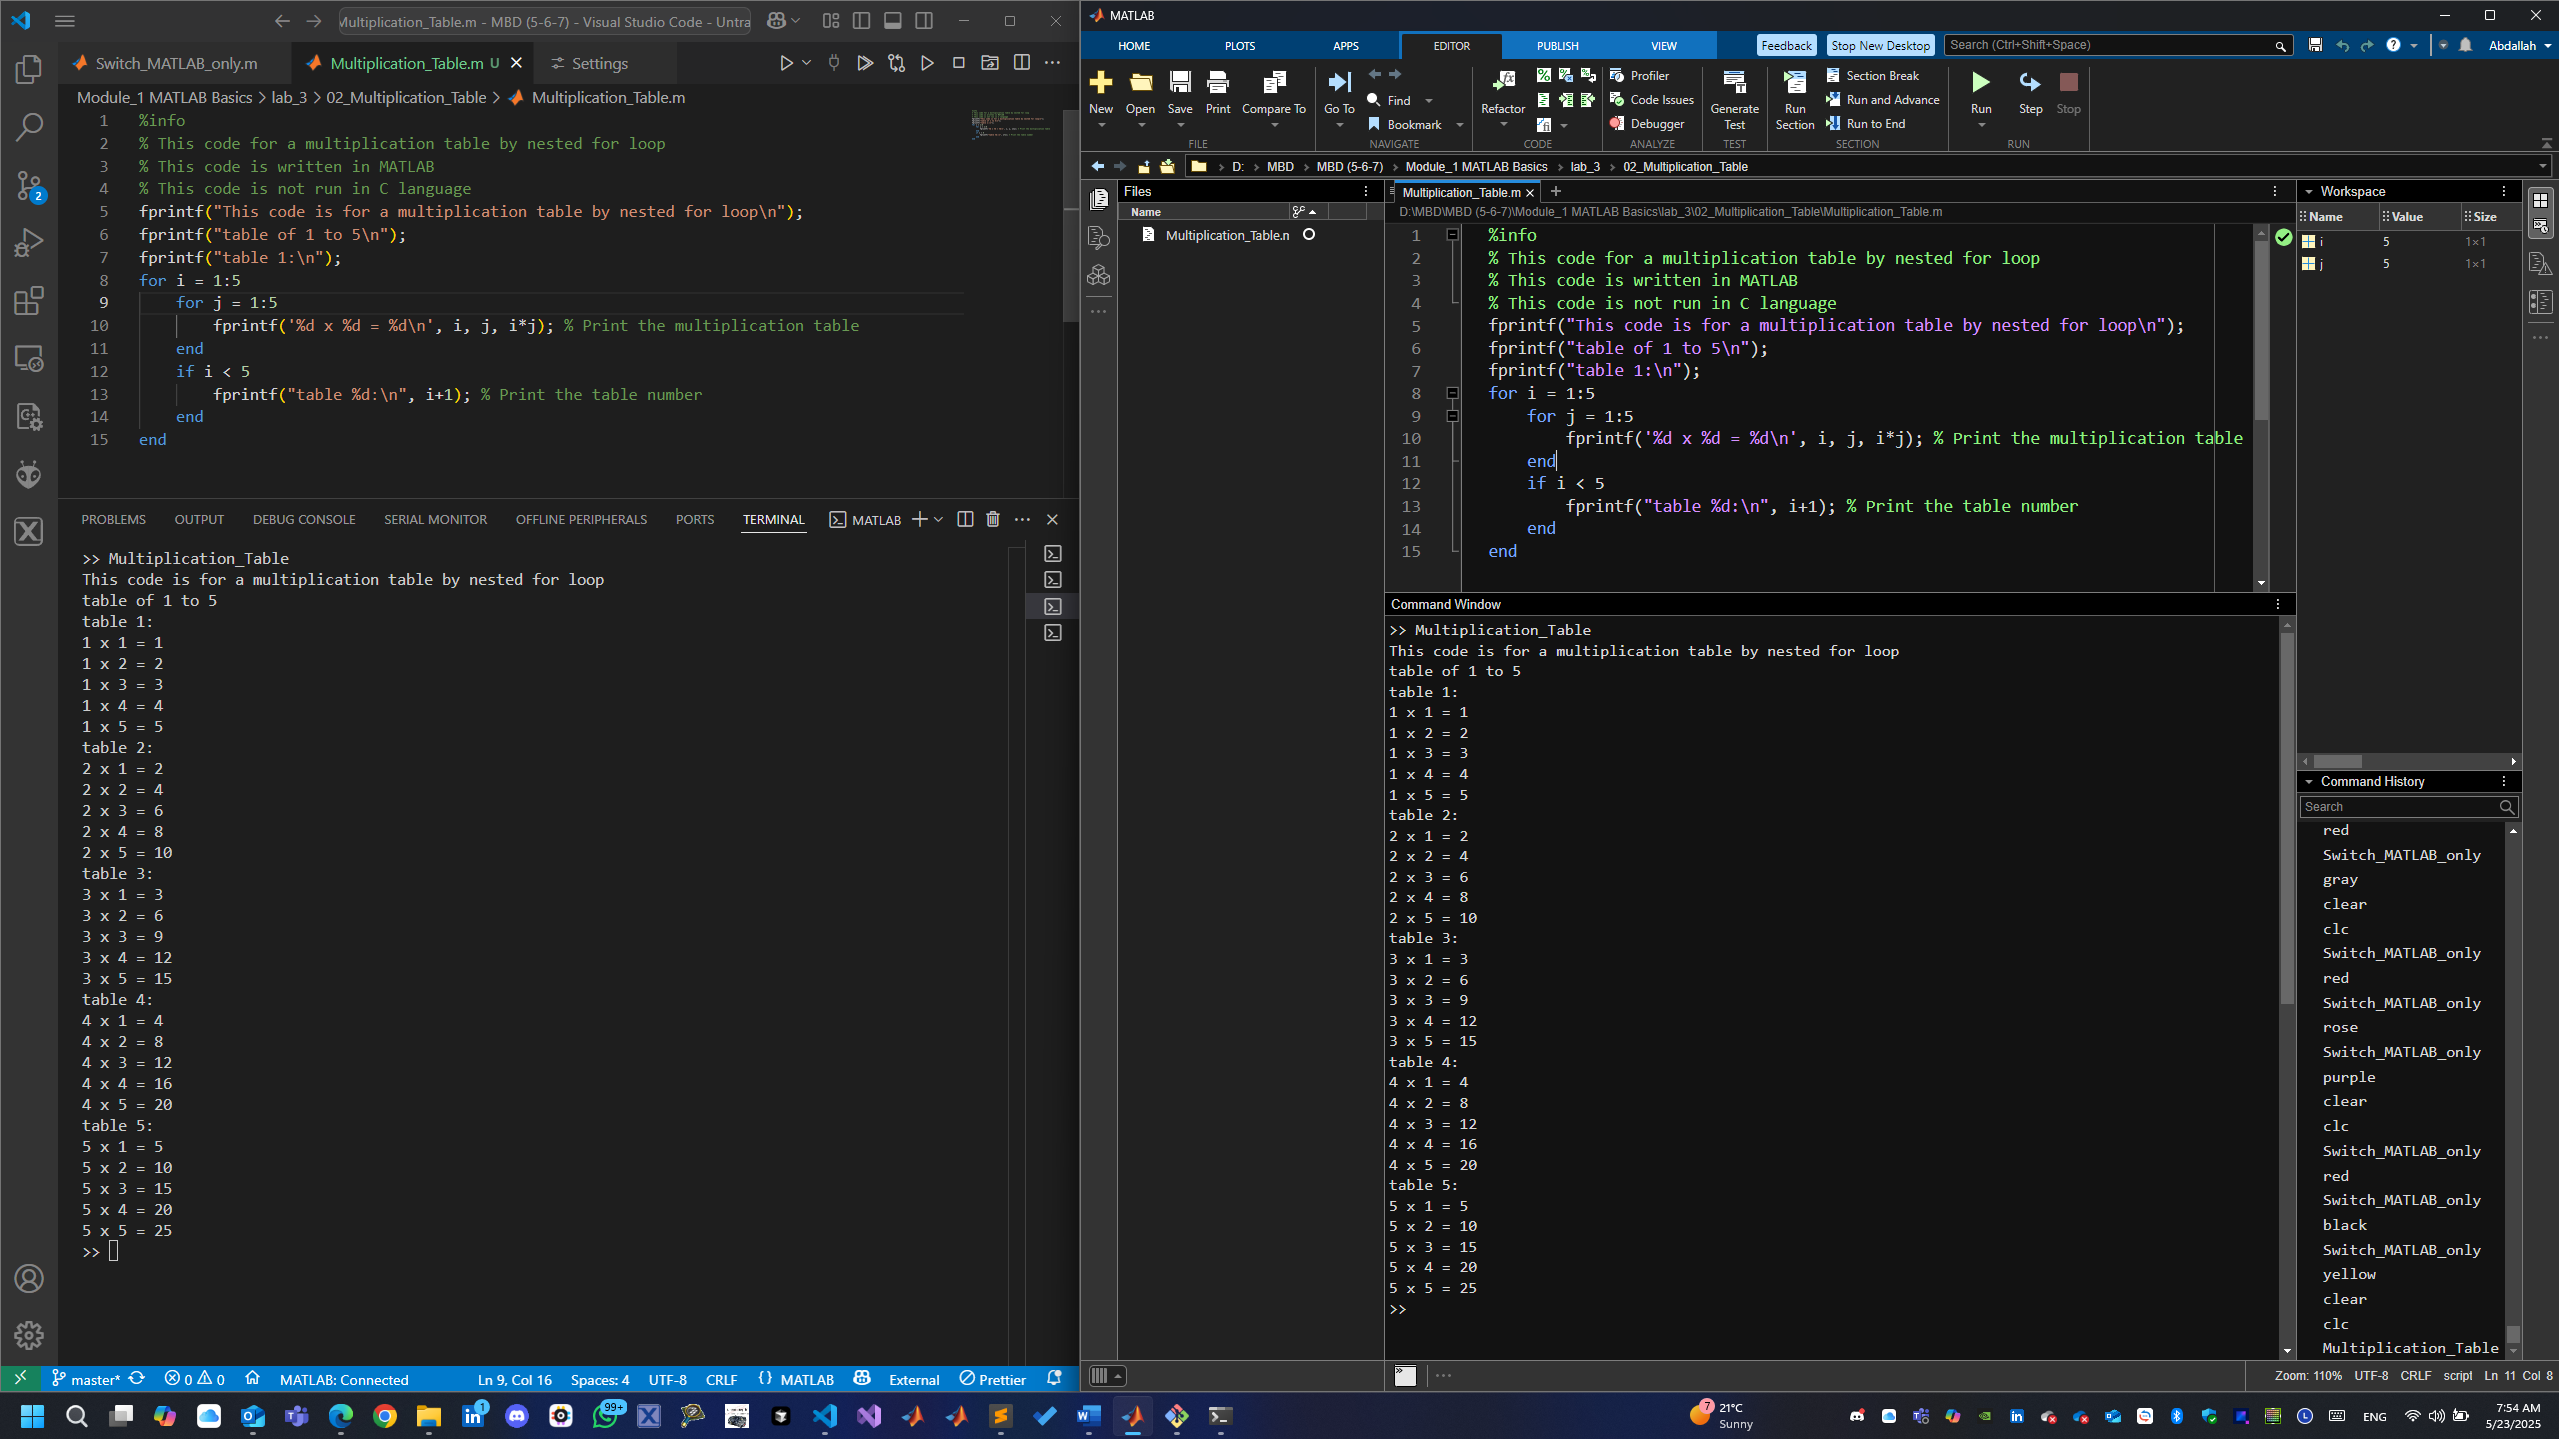 Multiplication_Table.m - MBD (5-6-7) - Visual Studio Code - Untra
Switch_MATLAB_only.m
Multiplication_Table.m U
Settings
Module_1 MATLAB Basics > lab_3 > 02_Multiplication_Table > Multiplication_Table.m
1 %info
2 % This code for a multiplication table by nested for loop
3 % This code is written in MATLAB
4 % This code is not run in C language
5 fprintf("This code is for a multiplication table by nested for loop\n");
6 fprintf("table of 1 to 5\n");
7 fprintf("table 1:\n");
8 for i = 1:5
9 for j = 1:5
10 fprintf('%d x %d = %d\n', i, j, i*j); % Print the multiplication table
11 end
12 if i < 5
13 fprintf("table %d:\n", i+1); % Print the table number
14 end
15 end
2
PROBLEMS OUTPUT DEBUG CONSOLE SERIAL MONITOR OFFLINE PERIPHERALS PORTS TERMINAL MATLAB
>> Multiplication_Table
This code is for a multiplication table by nested for loop
table of 1 to 5
table 1:
1 x 1 = 1
1 x 2 = 2
1 x 3 = 3
1 x 4 = 4
1 x 5 = 5
table 2:
2 x 1 = 2
2 x 2 = 4
2 x 3 = 6
2 x 4 = 8
2 x 5 = 10
table 3:
3 x 1 = 3
3 x 2 = 6
3 x 3 = 9
3 x 4 = 12
3 x 5 = 15
table 4:
4 x 1 = 4
4 x 2 = 8
4 x 3 = 12
4 x 4 = 16
4 x 5 = 20
table 5:
5 x 1 = 5
5 x 2 = 10
5 x 3 = 15
5 x 4 = 20
5 x 5 = 25
>>
master* 0 0 MATLAB: Connected Ln 9, Col 16 Spaces: 4 UTF-8 CRLF {} MATLAB External Prettier
MATLAB
HOME PLOTS APPS EDITOR PUBLISH VIEW Feedback Stop New Desktop Search (Ctrl+Shift+Space) Abdallah
New Open Save Print Compare To
FILE
Go To
Find
Bookmark
NAVIGATE
Refactor
CODE
Profiler
Code Issues
Debugger
ANALYZE
Generate Test
TEST
Run Section
Section Break
Run and Advance
Run to End
SECTION
Run Step Stop
RUN
D: > MBD > MBD (5-6-7) > Module_1 MATLAB Basics > lab_3 > 02_Multiplication_Table
Files
Name
Multiplication_Table.n
Multiplication_Table.m
D:\MBD\MBD (5-6-7)\Module_1 MATLAB Basics\lab_3\02_Multiplication_Table\Multiplication_Table.m
1 %info
2 % This code for a multiplication table by nested for loop
3 % This code is written in MATLAB
4 % This code is not run in C language
5 fprintf("This code is for a multiplication table by nested for loop\n");
6 fprintf("table of 1 to 5\n");
7 fprintf("table 1:\n");
8 for i = 1:5
9 for j = 1:5
10 fprintf('%d x %d = %d\n', i, j, i*j); % Print the multiplication table
11 end
12 if i < 5
13 fprintf("table %d:\n", i+1); % Print the table number
14 end
15 end
Command Window
>> Multiplication_Table
This code is for a multiplication table by nested for loop
table of 1 to 5
table 1:
1 x 1 = 1
1 x 2 = 2
1 x 3 = 3
1 x 4 = 4
1 x 5 = 5
table 2:
2 x 1 = 2
2 x 2 = 4
2 x 3 = 6
2 x 4 = 8
2 x 5 = 10
table 3:
3 x 1 = 3
3 x 2 = 6
3 x 3 = 9
3 x 4 = 12
3 x 5 = 15
table 4:
4 x 1 = 4
4 x 2 = 8
4 x 3 = 12
4 x 4 = 16
4 x 5 = 20
table 5:
5 x 1 = 5
5 x 2 = 10
5 x 3 = 15
5 x 4 = 20
5 x 5 = 25
>>
Workspace
Name Value Size
i 5 1×1
j 5 1×1
Command History
Search
red
Switch_MATLAB_only
gray
clear
clc
Switch_MATLAB_only
red
Switch_MATLAB_only
rose
Switch_MATLAB_only
purple
clear
clc
Switch_MATLAB_only
red
Switch_MATLAB_only
black
Switch_MATLAB_only
yellow
clear
clc
Multiplication_Table
Zoom: 110% UTF-8 CRLF script Ln 11 Col 8
1
99+
7
21°C
Sunny
ENG
7:54 AM
5/23/2025